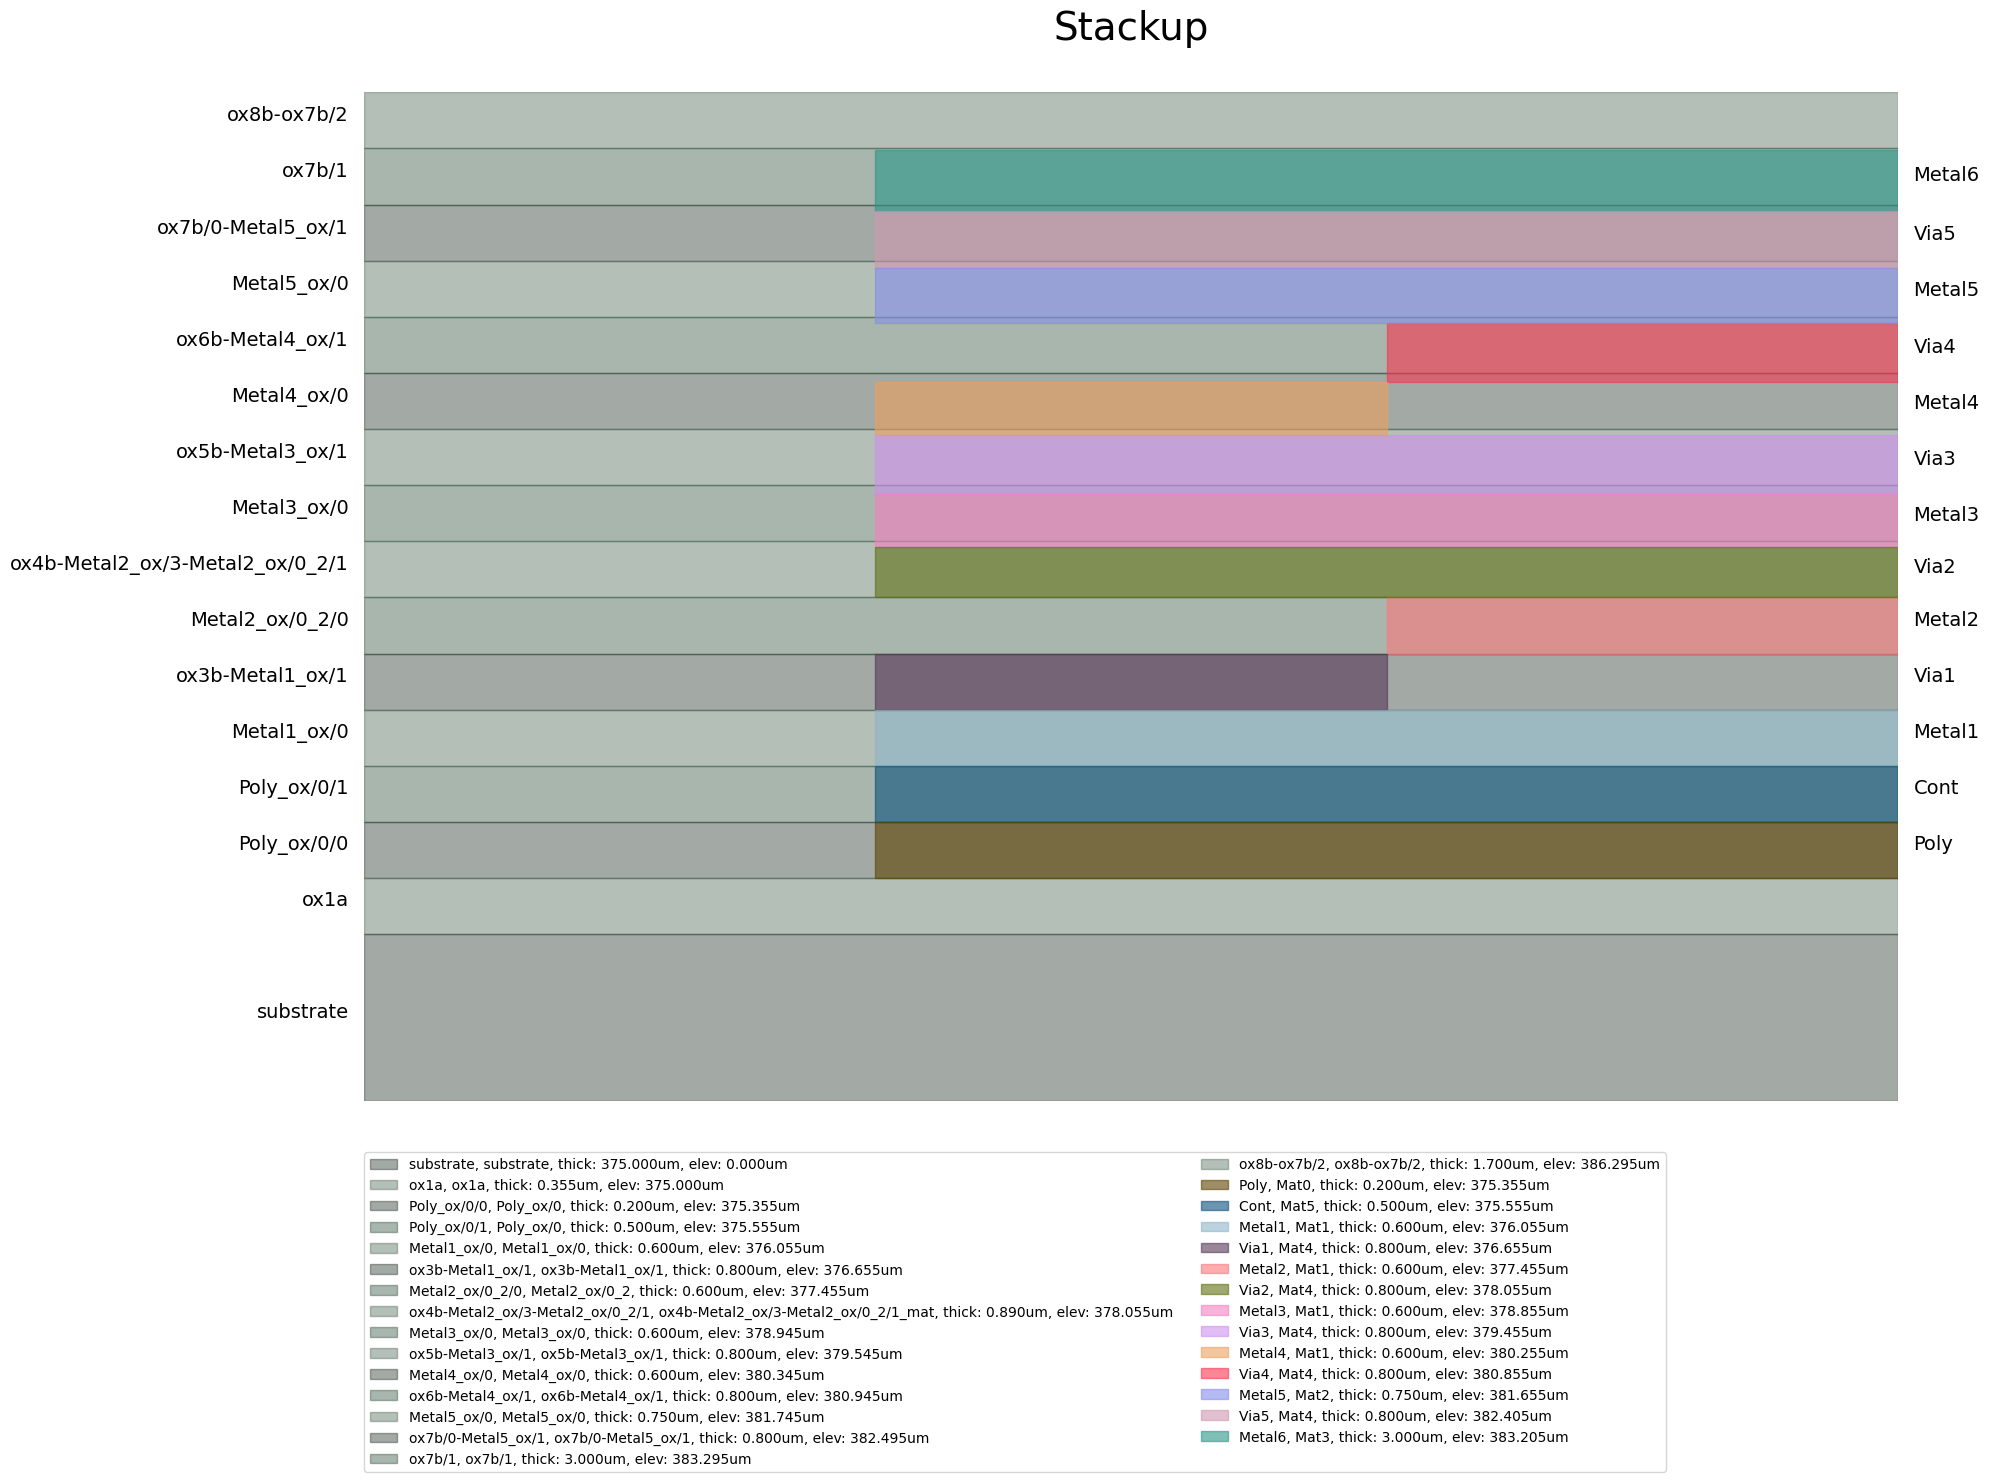 Stackup
ox8b-ox7b/2
ox7b/1
Metal6
ox7b/0-Metal5_ox/1
Via5
Metal5_ox/0
Metal5
ox6b-Metal4_ox/1
Via4
Metal4_ox/0
Metal4
ox5b-Metal3_ox/1
Via3
Metal3_ox/0
Metal3
ox4b-Metal2_ox/3-Metal2_ox/0_2/1
Via2
Metal2_ox/0_2/0
Metal2
ox3b-Metal1_ox/1
Via1
Metal1_ox/0
Metal1
Poly_ox/0/1
Cont
Poly_ox/0/0
Poly
ox1a
substrate
substrate, substrate, thick: 375.000um, elev: 0.000um
ox1a, ox1a, thick: 0.355um, elev: 375.000um
Poly_ox/0/0, Poly_ox/0, thick: 0.200um, elev: 375.355um
Poly_ox/0/1, Poly_ox/0, thick: 0.500um, elev: 375.555um
Metal1_ox/0, Metal1_ox/0, thick: 0.600um, elev: 376.055um
ox3b-Metal1_ox/1, ox3b-Metal1_ox/1, thick: 0.800um, elev: 376.655um
Metal2_ox/0_2/0, Metal2_ox/0_2, thick: 0.600um, elev: 377.455um
ox4b-Metal2_ox/3-Metal2_ox/0_2/1, ox4b-Metal2_ox/3-Metal2_ox/0_2/1_mat, thick: 0.890um, elev: 378.055um
Metal3_ox/0, Metal3_ox/0, thick: 0.600um, elev: 378.945um
ox5b-Metal3_ox/1, ox5b-Metal3_ox/1, thick: 0.800um, elev: 379.545um
Metal4_ox/0, Metal4_ox/0, thick: 0.600um, elev: 380.345um
ox6b-Metal4_ox/1, ox6b-Metal4_ox/1, thick: 0.800um, elev: 380.945um
Metal5_ox/0, Metal5_ox/0, thick: 0.750um, elev: 381.745um
ox7b/0-Metal5_ox/1, ox7b/0-Metal5_ox/1, thick: 0.800um, elev: 382.495um
ox7b/1, ox7b/1, thick: 3.000um, elev: 383.295um
ox8b-ox7b/2, ox8b-ox7b/2, thick: 1.700um, elev: 386.295um
Poly, Mat0, thick: 0.200um, elev: 375.355um
Cont, Mat5, thick: 0.500um, elev: 375.555um
Metal1, Mat1, thick: 0.600um, elev: 376.055um
Via1, Mat4, thick: 0.800um, elev: 376.655um
Metal2, Mat1, thick: 0.600um, elev: 377.455um
Via2, Mat4, thick: 0.800um, elev: 378.055um
Metal3, Mat1, thick: 0.600um, elev: 378.855um
Via3, Mat4, thick: 0.800um, elev: 379.455um
Metal4, Mat1, thick: 0.600um, elev: 380.255um
Via4, Mat4, thick: 0.800um, elev: 380.855um
Metal5, Mat2, thick: 0.750um, elev: 381.655um
Via5, Mat4, thick: 0.800um, elev: 382.405um
Metal6, Mat3, thick: 3.000um, elev: 383.205um